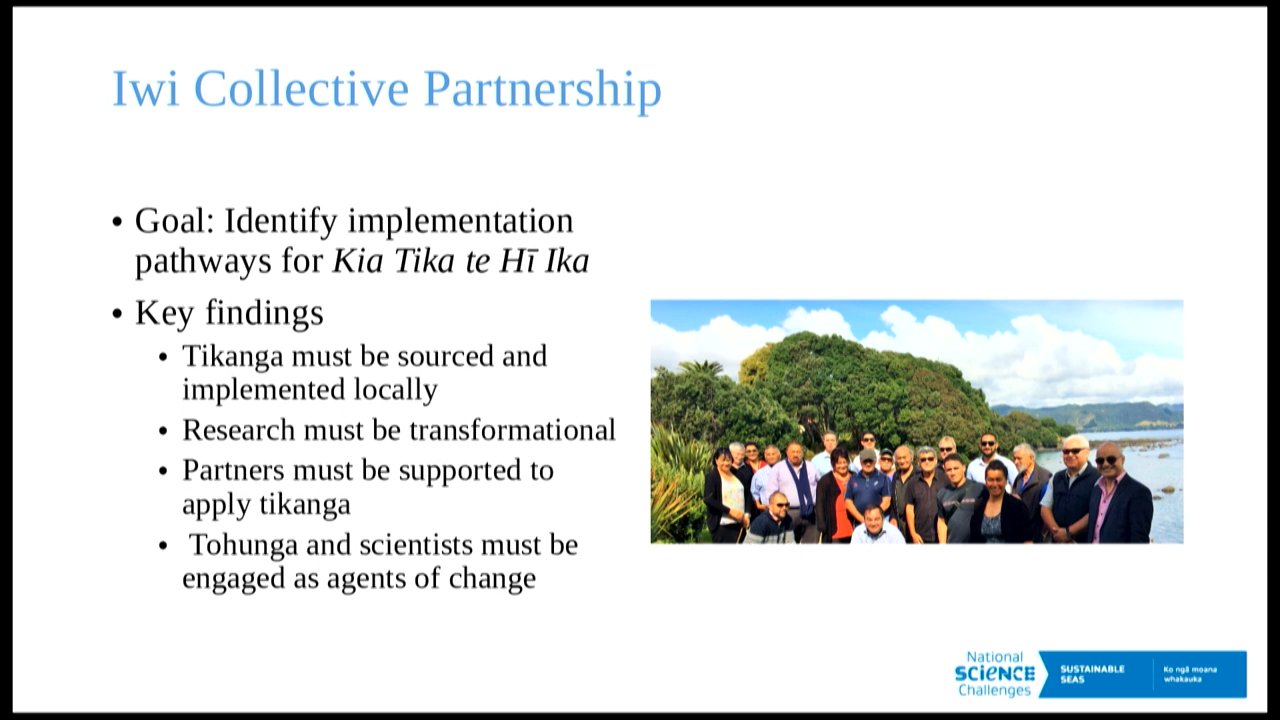 Iwi Collective Partnership
• Goal: Identify implementation
pathways for Kia Tika te Hī Ika
• Key findings
• Tikanga must be sourced and
implemented locally
• Research must be transformational
• Partners must be supported to
apply tikanga
• Tohunga and scientists must be
engaged as agents of change
National
SCIENCE
Challenges
SUSTAINABLE
SEAS
Ko ngā moana
whakauka